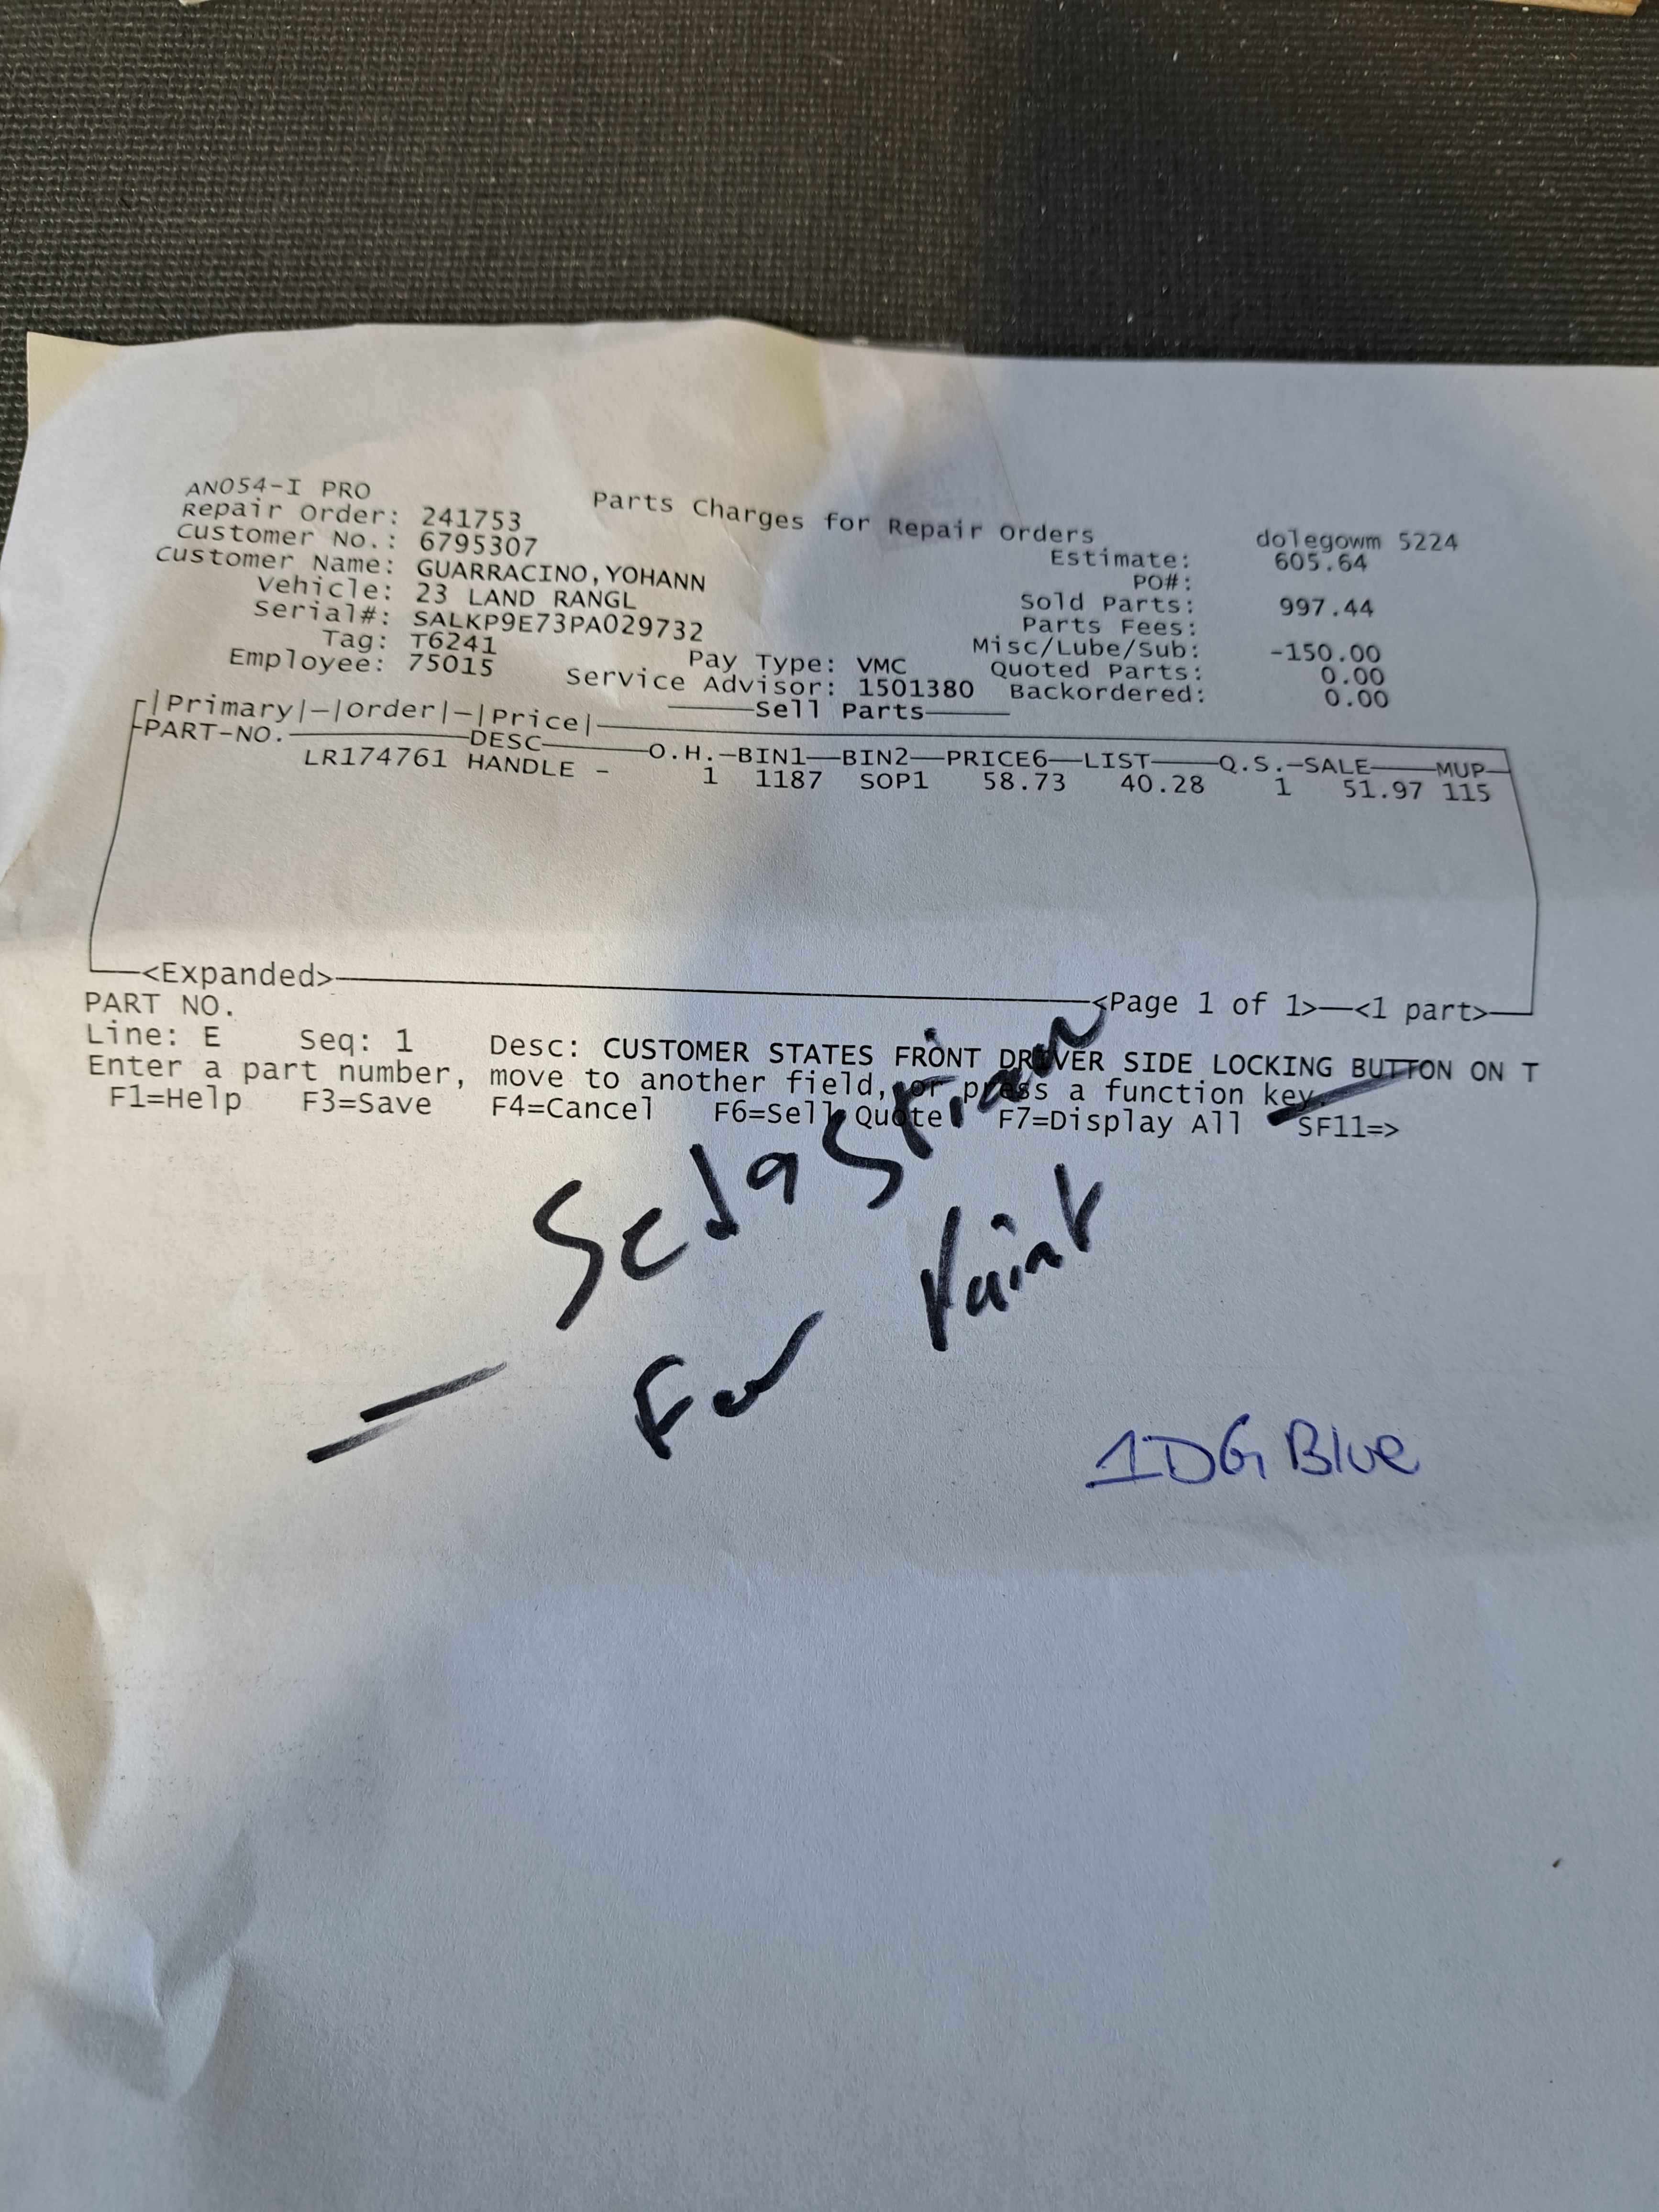 AN054-I PRO Parts Charges for Repair Orders dolegowm 5224
Repair Order: 241753 Estimate: 605.64
Customer No.: 6795307 PO#:
Customer Name: GUARRACINO,YOHANN Sold Parts: 997.44
Vehicle: 23 LAND RANGL Parts Fees:
Serial#: SALKP9E73PA029732 Misc/Lube/Sub: -150.00
Tag: T6241 Pay Type: VMC Quoted Parts: 0.00
Employee: 75015 Service Advisor: 1501380 Backordered: 0.00
|Primary|-|Order|-|Price| Sell Parts
PART-NO. DESC O.H. BIN1 BIN2 PRICE6 LIST Q.S. SALE MUP
LR174761 HANDLE - 1 1187 SOP1 58.73 40.28 1 51.97 115
<Expanded> <Page 1 of 1> <1 part>
PART NO.
Line: E Seq: 1 Desc: CUSTOMER STATES FRONT DRIVER SIDE LOCKING BUTTON ON T
Enter a part number, move to another field, or press a function key.
F1=Help F3=Save F4=Cancel F6=Sell Quote F7=Display All SF11=>
Sebastian
For Paint
1DG Blue